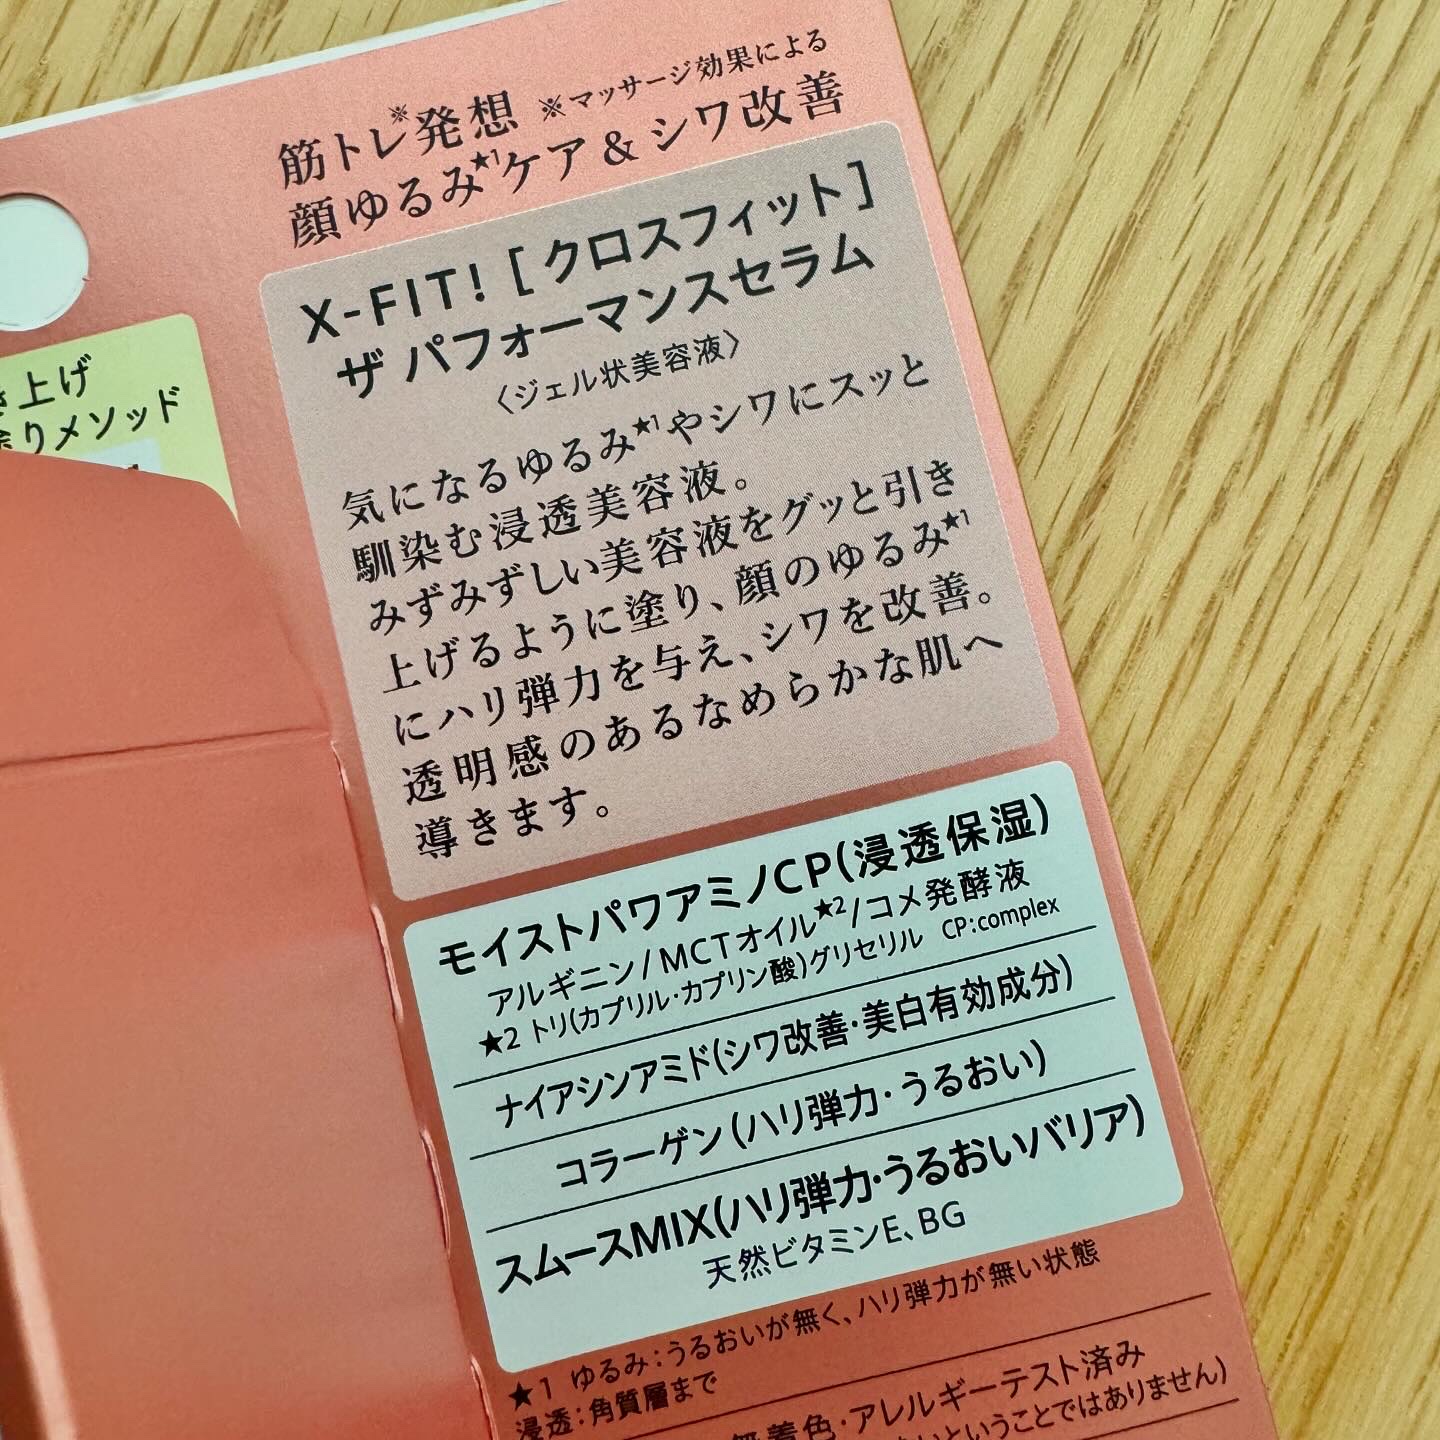 筋トレ※発想 ※マッサージ効果による
顔ゆるみ★1ケア&シワ改善
X-FIT! [クロスフィット]
ザ パフォーマンスセラム
〈ジェル状美容液〉
気になるゆるみ★1やシワにスッと
馴染む浸透美容液。
みずみずしい美容液をグッと引き
上げるように塗り、顔のゆるみ★1
にハリ弾力を与え、シワを改善。
透明感のあるなめらかな肌へ
導きます。
上げ
りメソッド
モイストパワアミノCP(浸透保湿)
アルギニン/MCTオイル★2/コメ発酵液
★2 トリ(カプリル・カプリン酸)グリセリル CP:complex
ナイアシンアミド(シワ改善・美白有効成分)
コラーゲン(ハリ弾力・うるおい)
スムースMIX(ハリ弾力・うるおいバリア)
天然ビタミンE、BG
★1 ゆるみ:うるおいが無く、ハリ弾力が無い状態
浸透:角質層まで
無着色・アレルギーテスト済み
ということではありません)